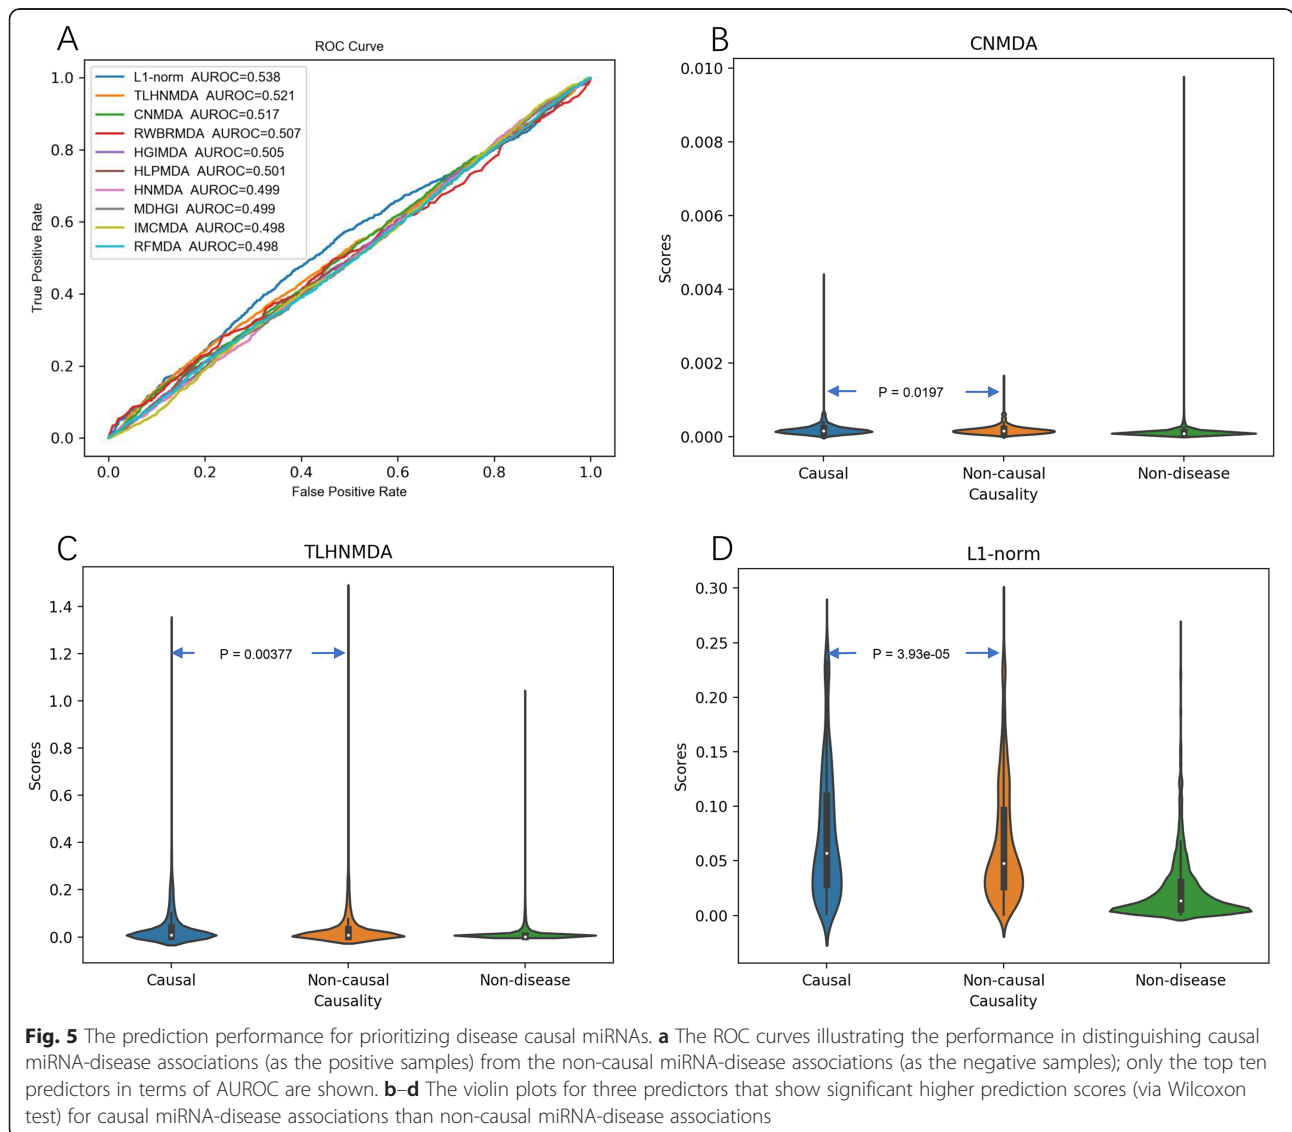 A
ROC Curve
L1-norm AUROC=0.538
TLHNMDA AUROC=0.521
CNMDA AUROC=0.517
RWBRMDA AUROC=0.507
HGIMDA AUROC=0.505
HLPMDA AUROC=0.501
HNMDA AUROC=0.499
MDHGI AUROC=0.499
IMCMDA AUROC=0.498
RFMDA AUROC=0.498
1.0
0.8
0.6
0.4
0.2
0.0
True Positive Rate
0.0 0.2 0.4 0.6 0.8 1.0
False Positive Rate
B
CNMDA
0.010
0.008
0.006
0.004
0.002
0.000
Scores
P = 0.0197
Causal Non-causal Non-disease
Causality
C
TLHNMDA
1.4
1.2
1.0
0.8
0.6
0.4
0.2
0.0
Scores
P = 0.00377
Causal Non-causal Non-disease
Causality
D
L1-norm
0.30
0.25
0.20
0.15
0.10
0.05
0.00
Scores
P = 3.93e-05
Causal Non-causal Non-disease
Causality
Fig. 5 The prediction performance for prioritizing disease causal miRNAs. a The ROC curves illustrating the performance in distinguishing causal
miRNA-disease associations (as the positive samples) from the non-causal miRNA-disease associations (as the negative samples); only the top ten
predictors in terms of AUROC are shown. b–d The violin plots for three predictors that show significant higher prediction scores (via Wilcoxon
test) for causal miRNA-disease associations than non-causal miRNA-disease associations